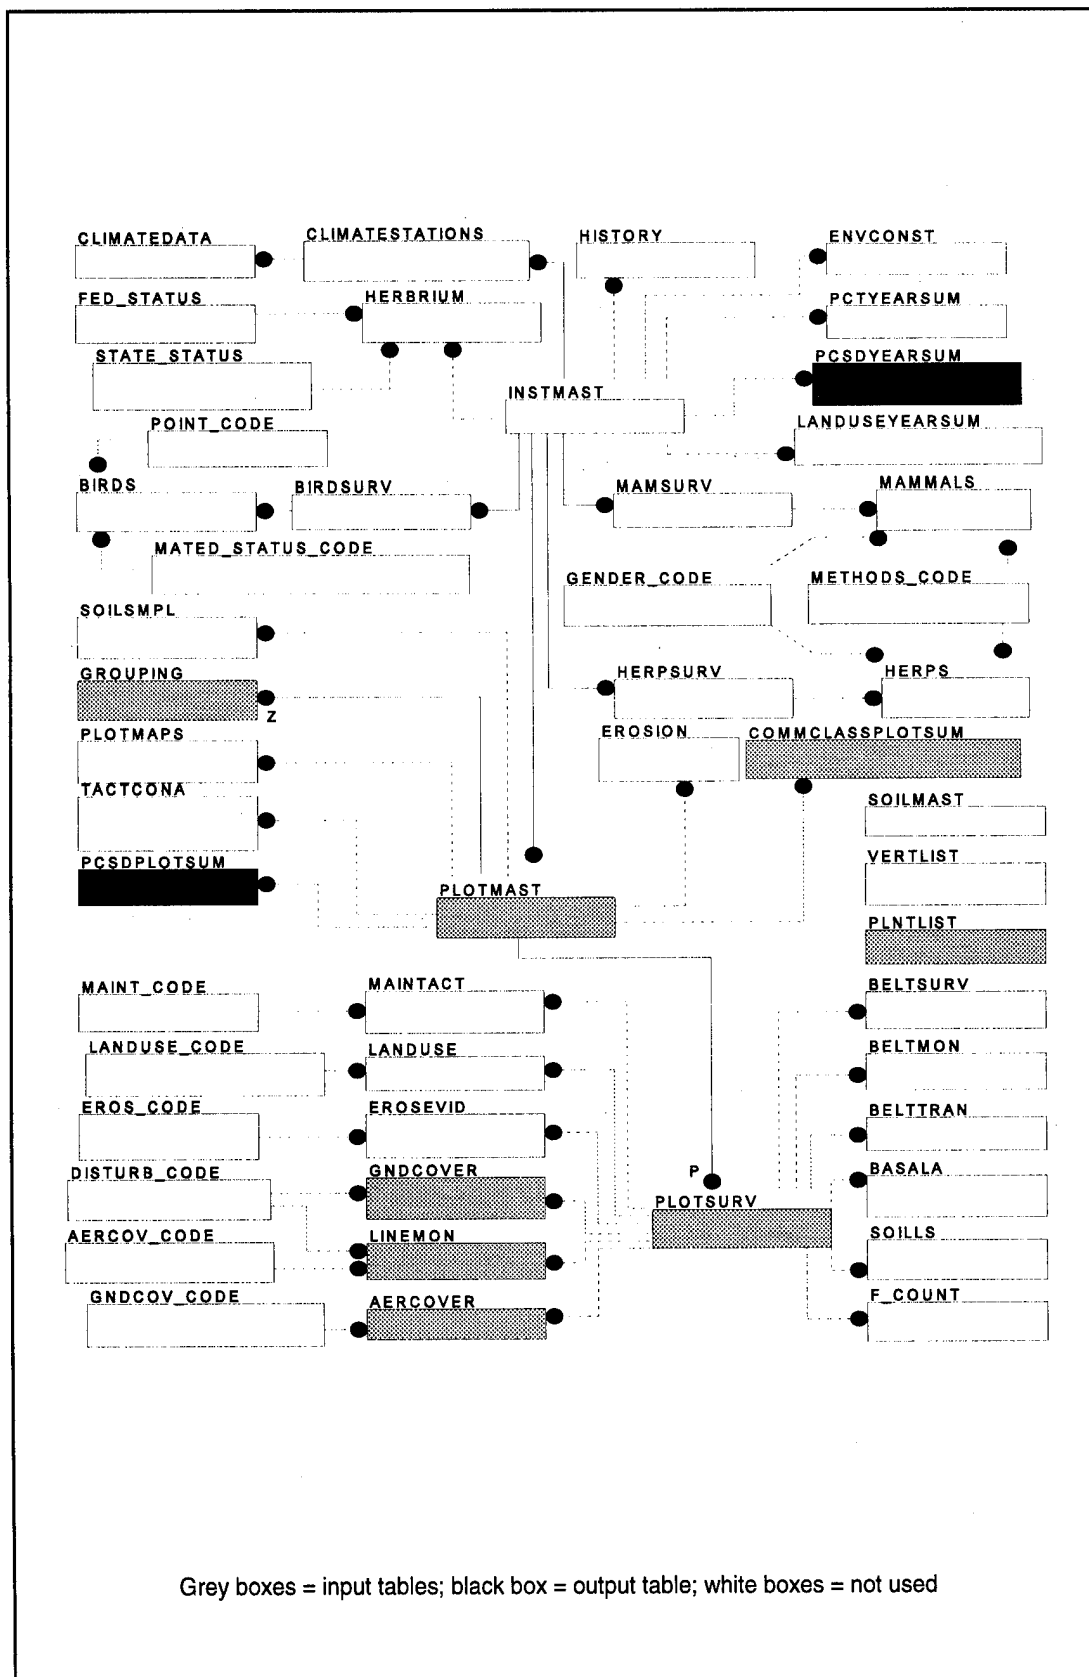 CLIMATEDATA
CLIMATESTATIONS
HISTORY
ENVCONST
FED_STATUS
HERBRIUM
PCTYEARSUM
STATE_STATUS
PCSDYEARSUM
INSTMAST
POINT_CODE
LANDUSEYEARSUM
BIRDS
BIRDSURV
MAMSURV
MAMMALS
MATED_STATUS_CODE
GENDER_CODE
METHODS_CODE
SOILSMPL
GROUPING
Z
HERPSURV
HERPS
PLOTMAPS
EROSION
COMMCLASSPLOTSUM
TACTCONA
SOILMAST
PCSDPLOTSUM
VERTLIST
PLOTMAST
PLNTLIST
MAINT_CODE
MAINTACT
BELTSURV
LANDUSE_CODE
LANDUSE
BELTMON
EROS_CODE
EROSEVID
BELTTRAN
DISTURB_CODE
GNDCOVER
P
PLOTSURV
BASALA
AERCOV_CODE
LINEMON
SOILLS
GNDCOV_CODE
AERCOVER
F_COUNT
Grey boxes = input tables; black box = output table; white boxes = not used